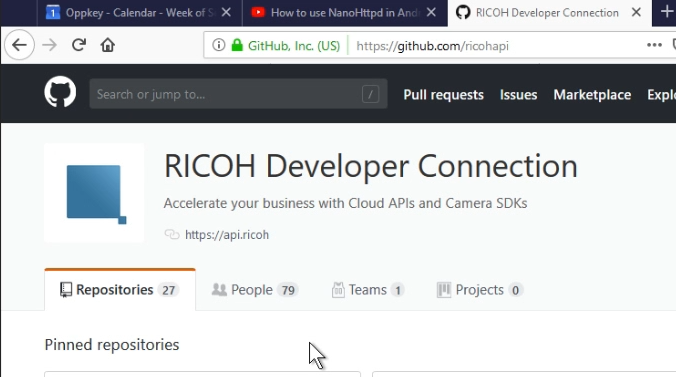 Oppkey - Calendar - Week of S
How to use NanoHttpd in And
RICOH Developer Connection
GitHub, Inc. (US)
https://github.com/ricohapi
Search or jump to...
/
Pull requests
Issues
Marketplace
Explo
RICOH Developer Connection
Accelerate your business with Cloud APIs and Camera SDKs
https://api.ricoh
Repositories 27
People 79
Teams 1
Projects 0
Pinned repositories